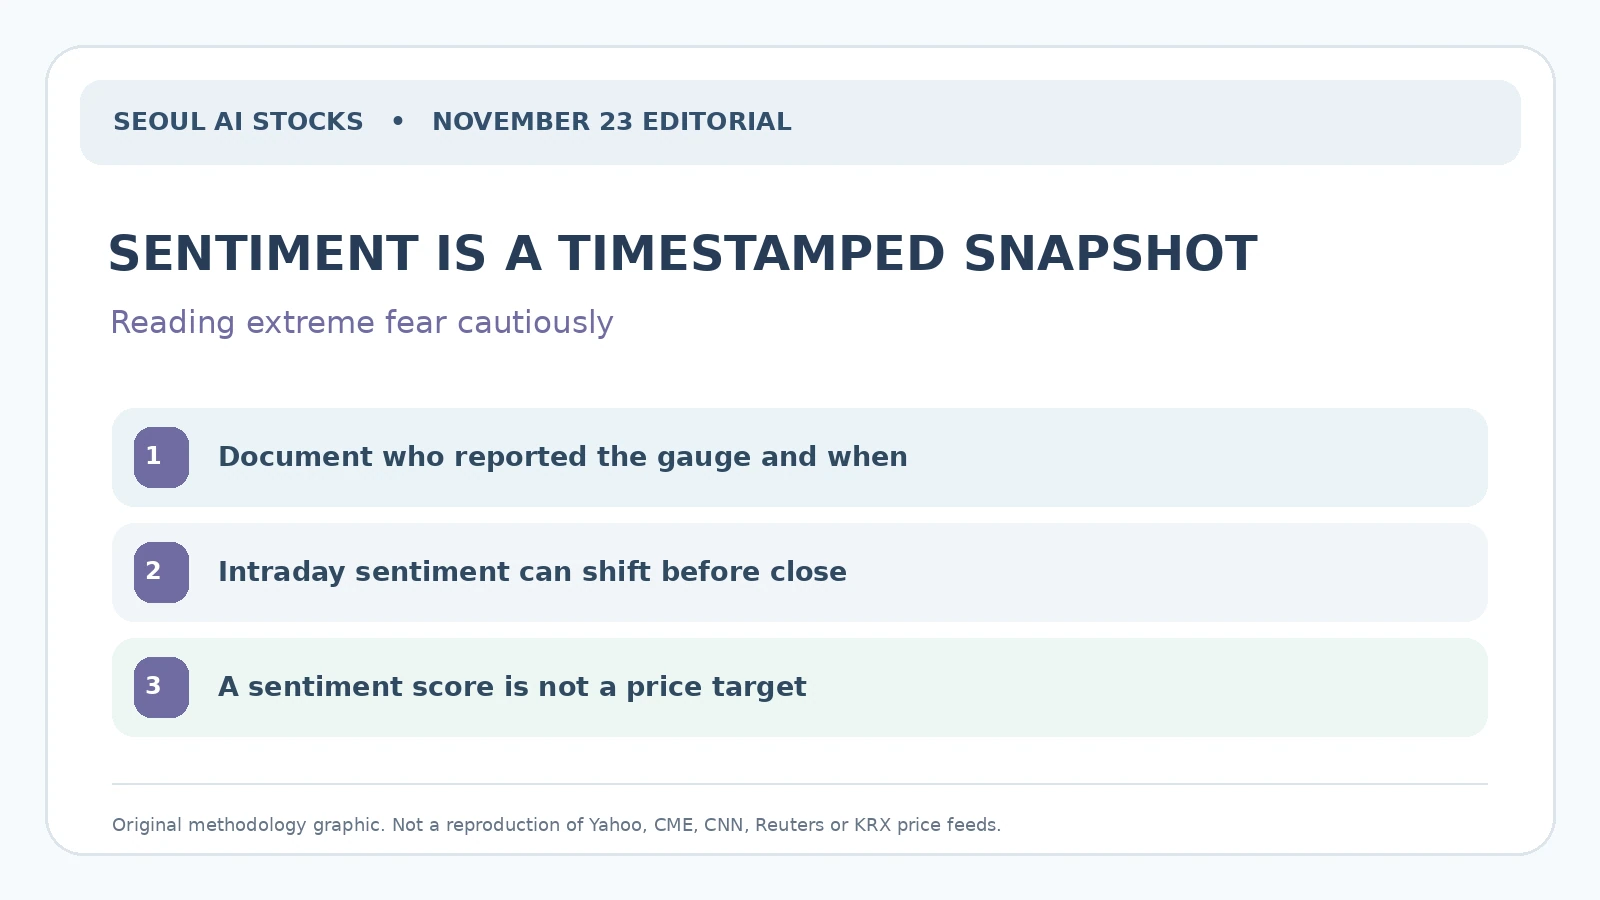 SEOUL AI STOCKS • NOVEMBER 23 EDITORIAL
SENTIMENT IS A TIMESTAMPED SNAPSHOT
Reading extreme fear cautiously
1 Document who reported the gauge and when
2 Intraday sentiment can shift before close
3 A sentiment score is not a price target
Original methodology graphic. Not a reproduction of Yahoo, CME, CNN, Reuters or KRX price feeds.